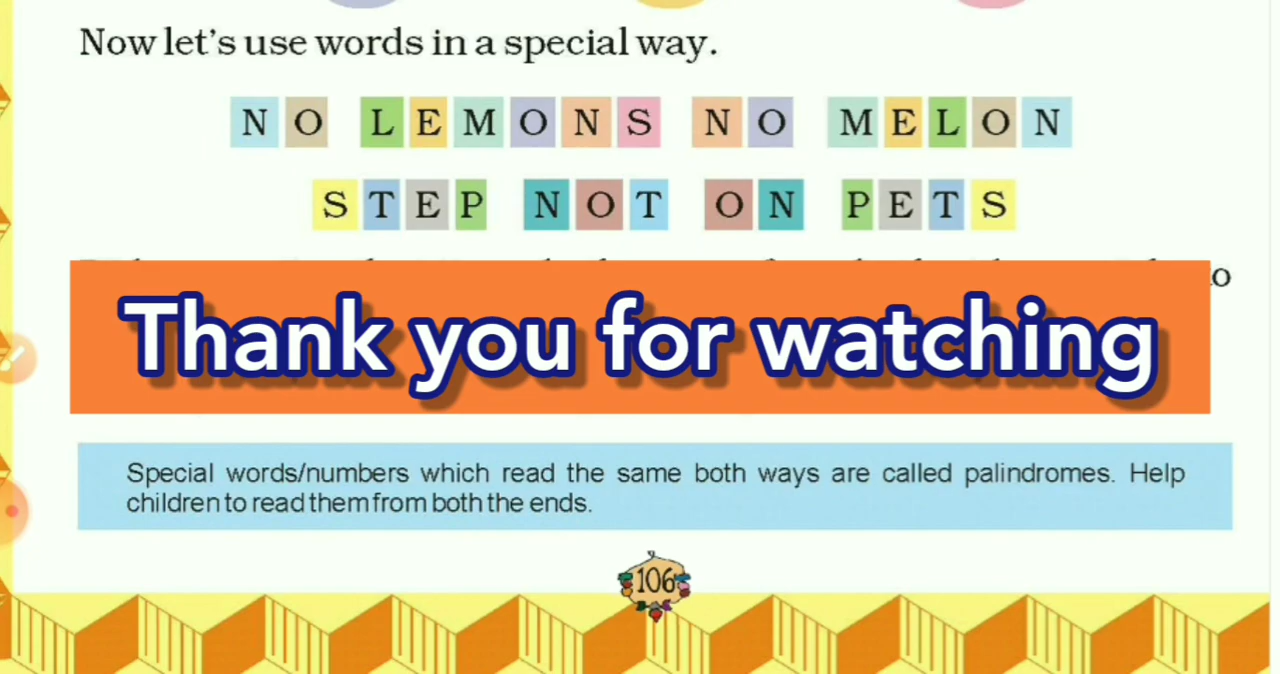 Now let's use words in a special way.
NO LEMONS NO MELON
STEP NOT ON PETS
Thank you for watching
Special words/numbers which read the same both ways are called palindromes. Help
children to read them from both the ends.
106